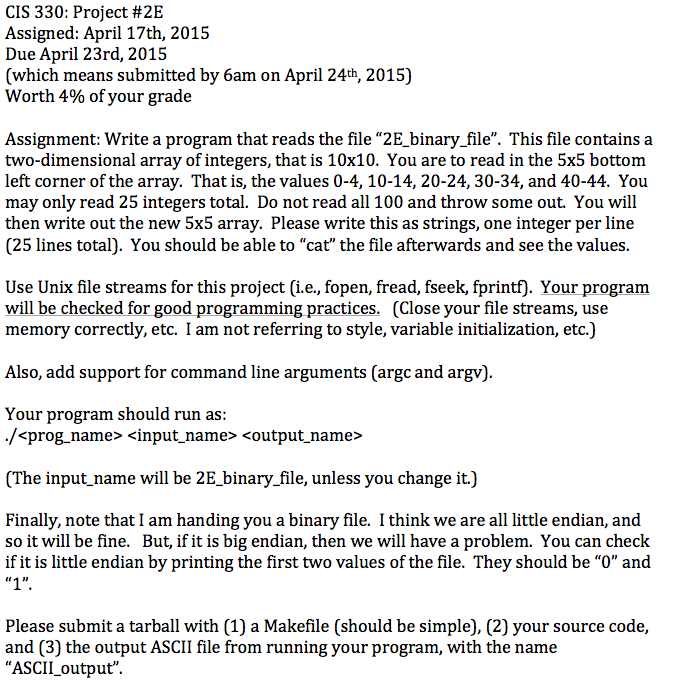 CIS 330: Project #2E
Assigned: April 17th, 2015
Due April 23rd, 2015
(which means submitted by 6am on April 24th, 2015)
Worth 4% of your grade
Assignment: Write a program that reads the file “2E_binary_file”.  This file contains a
two-dimensional array of integers, that is 10x10.  You are to read in the 5x5 bottom
left corner of the array.  That is, the values 0-4, 10-14, 20-24, 30-34, and 40-44.  You
may only read 25 integers total.  Do not read all 100 and throw some out.  You will
then write out the new 5x5 array.  Please write this as strings, one integer per line
(25 lines total).  You should be able to “cat” the file afterwards and see the values.
Use Unix file streams for this project (i.e., fopen, fread, fseek, fprintf).  Your program
will be checked for good programming practices.  (Close your file streams, use
memory correctly, etc.  I am not referring to style, variable initialization, etc.)
Also, add support for command line arguments (argc and argv).
Your program should run as:
./<prog_name> <input_name> <output_name>
(The input_name will be 2E_binary_file, unless you change it.)
Finally, note that I am handing you a binary file.  I think we are all little endian, and
so it will be fine.  But, if it is big endian, then we will have a problem.  You can check
if it is little endian by printing the first two values of the file.  They should be “0” and
“1”.
Please submit a tarball with (1) a Makefile (should be simple), (2) your source code,
and (3) the output ASCII file from running your program, with the name
“ASCII_output”.